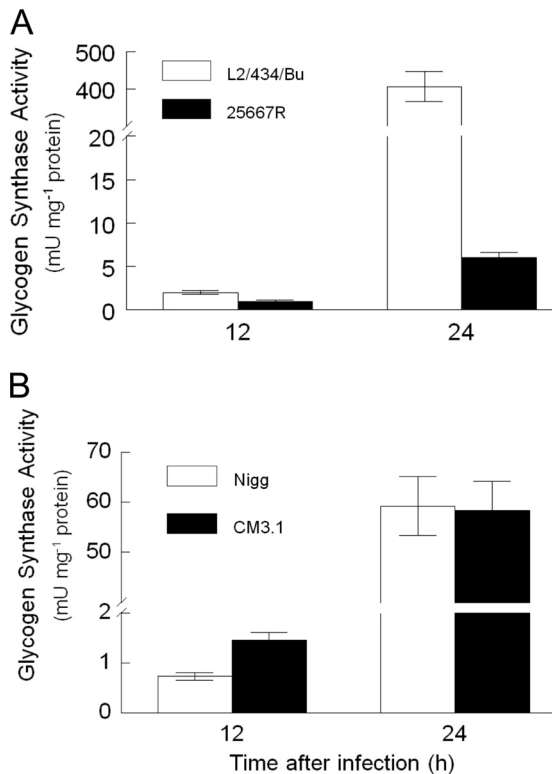 A
Glycogen Synthase Activity
(mU mg⁻¹ protein)
500
400
20
15
10
5
0
L2/434/Bu
25667R
12
24
B
Glycogen Synthase Activity
(mU mg⁻¹ protein)
70
60
50
2
1
0
Nigg
CM3.1
12
24
Time after infection (h)